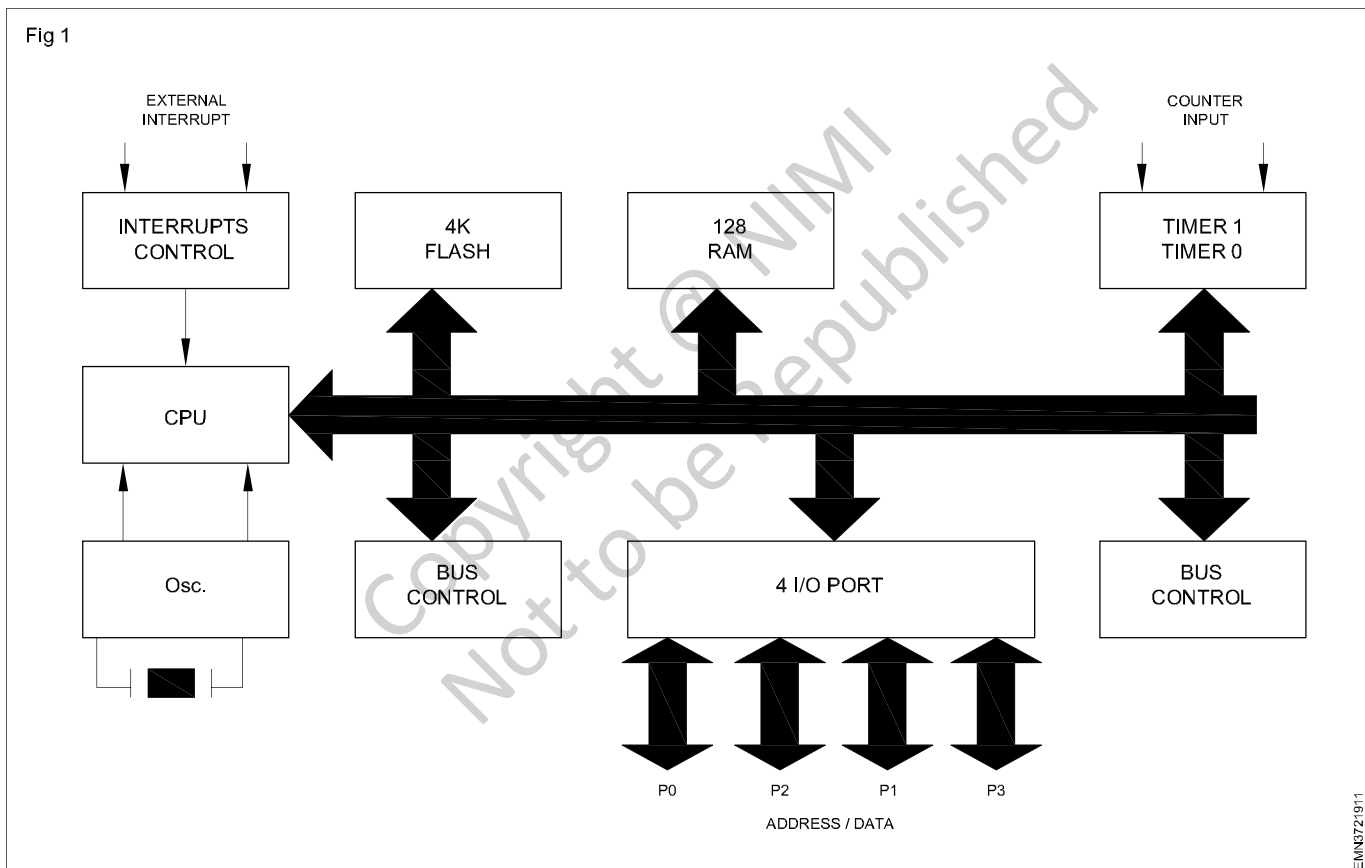 Fig 1
EXTERNAL
INTERRUPT
COUNTER
INPUT
INTERRUPTS
CONTROL
4K
FLASH
128
RAM
TIMER 1
TIMER 0
CPU
Osc.
BUS
CONTROL
4 I/O PORT
BUS
CONTROL
P0 P2 P1 P3
ADDRESS / DATA
Copyright @ NIMI
Not to be Republished
EMN3721911